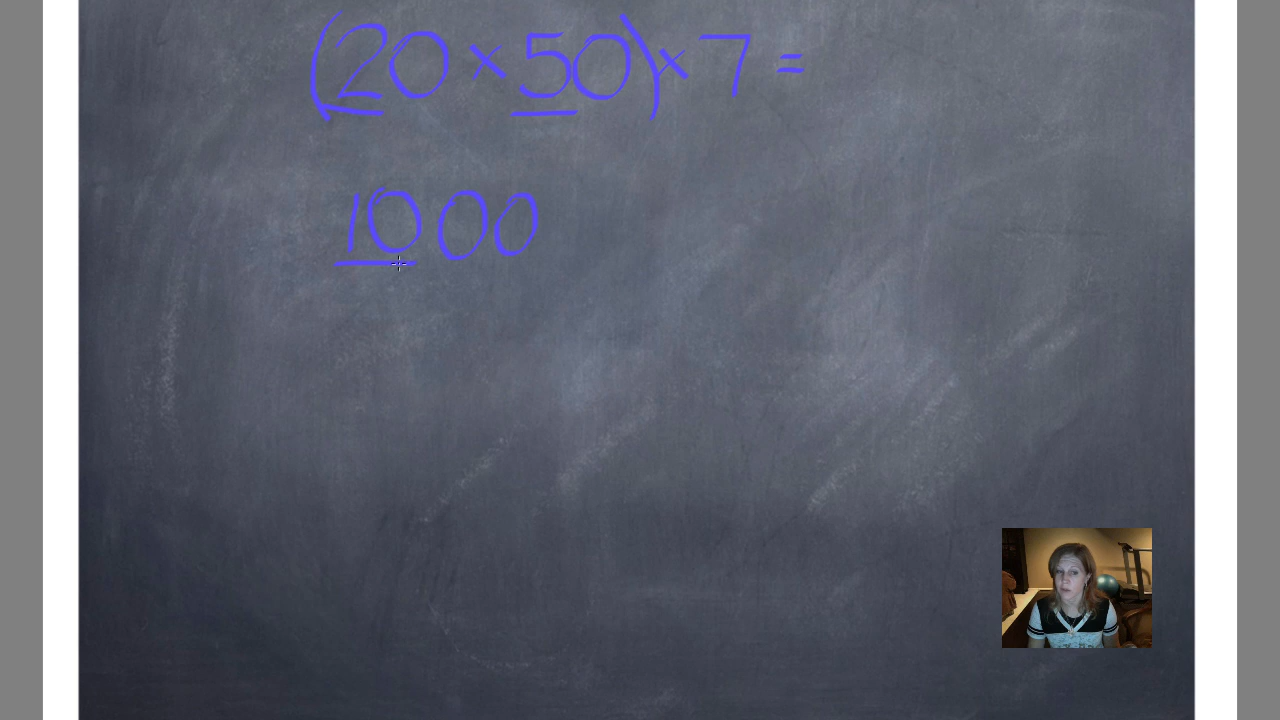 (20 × 50) × 7 =
1000